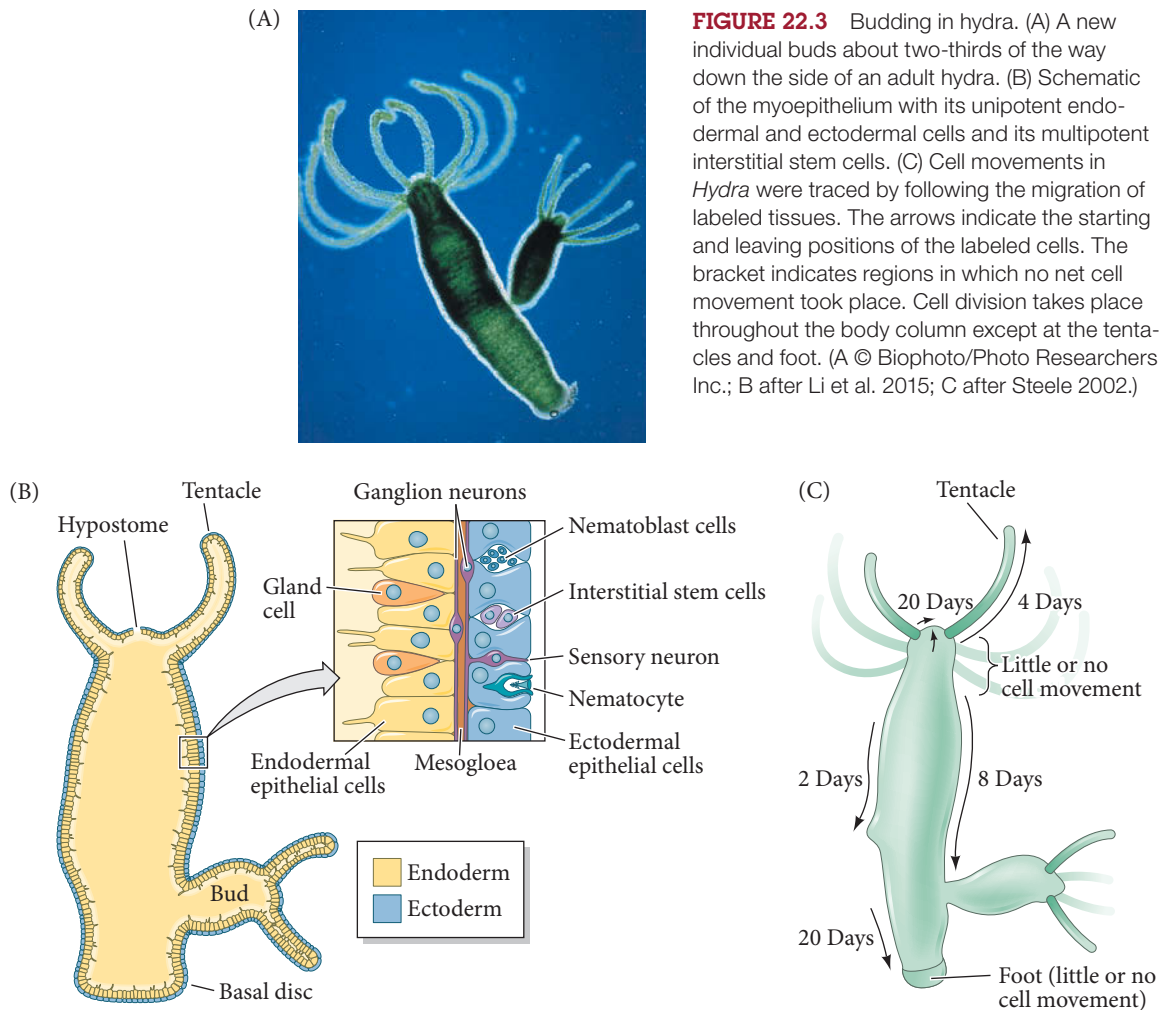 (A)
FIGURE 22.3 Budding in hydra. (A) A new
individual buds about two-thirds of the way
down the side of an adult hydra. (B) Schematic
of the myoepithelium with its unipotent endo-
dermal and ectodermal cells and its multipotent
interstitial stem cells. (C) Cell movements in
Hydra were traced by following the migration of
labeled tissues. The arrows indicate the starting
and leaving positions of the labeled cells. The
bracket indicates regions in which no net cell
movement took place. Cell division takes place
throughout the body column except at the tenta-
cles and foot. (A © Biophoto/Photo Researchers
Inc.; B after Li et al. 2015; C after Steele 2002.)
(B)
Tentacle
Hypostome
Ganglion neurons
Nematoblast cells
Gland
cell
Interstitial stem cells
Sensory neuron
Nematocyte
Ectodermal
epithelial cells
Endodermal
epithelial cells
Mesogloea
Endoderm
Ectoderm
Bud
Basal disc
(C)
Tentacle
20 Days
4 Days
Little or no
cell movement
2 Days
8 Days
20 Days
Foot (little or no
cell movement)